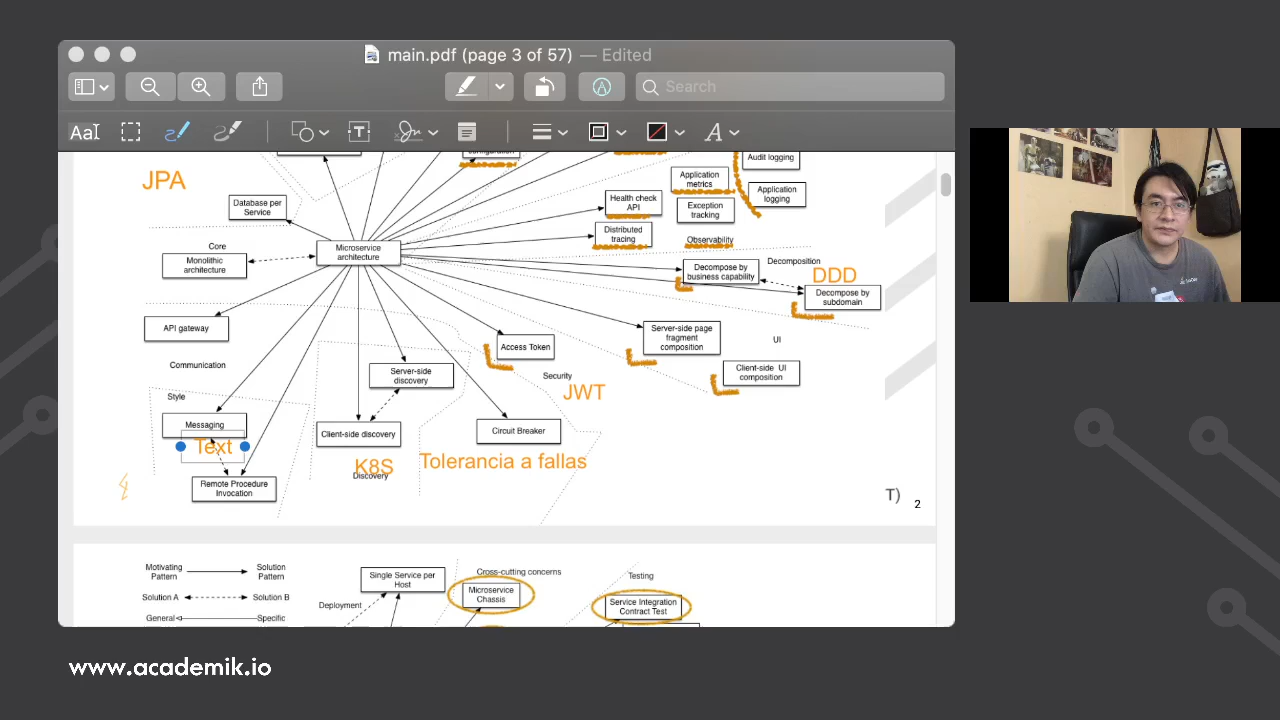 main.pdf (page 3 of 57) — Edited
Search
AaI
T
A
configuration
Audit logging
JPA
Application
metrics
Application
logging
Database per
Service
Health check
API
Exception
tracking
Distributed
tracing
Observability
Core
Microservice
architecture
Monolithic
architecture
Decomposition
Decompose by
business capability
DDD
Decompose by
subdomain
API gateway
Server-side page
fragment
composition
UI
Access Token
Communication
Security
Client-side UI
composition
Server-side
discovery
JWT
Style
Messaging
Text
Client-side discovery
Circuit Breaker
K8S
Tolerancia a fallas
Discovery
Remote Procedure
Invocation
T)
2
Motivating
Pattern
Solution
Pattern
Single Service per
Host
Cross-cutting concerns
Testing
Solution A
Solution B
Microservice
Chassis
Deployment
Service Integration
Contract Test
General
Specific
www.academik.io